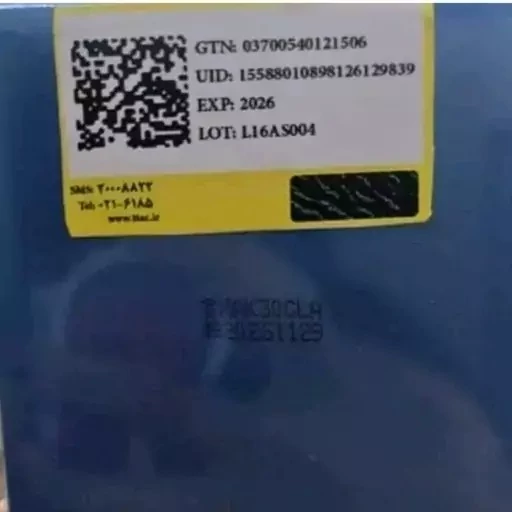 GTN: 03700540121506
UID: 15588010898126129839
EXP: 2026
LOT: L16AS004
SMS: ۲۰۰۰۸۸۲۲
Tel: ۰۲۱-۶۱۸۵
www.ttac.ir